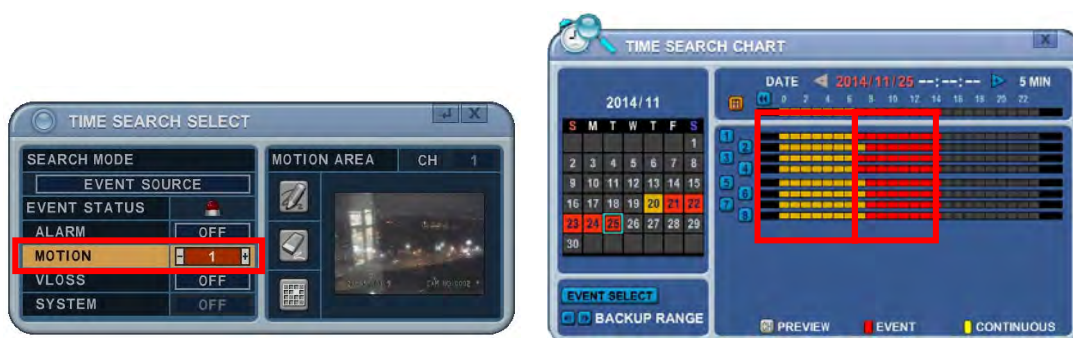 TIME SEARCH SELECT
SEARCH MODE
EVENT SOURCE
EVENT STATUS
ALARM OFF
MOTION - 1 +
VLOSS OFF
SYSTEM OFF
MOTION AREA CH 1
TIME SEARCH CHART X
2014/11
S M T W T F S
1
2 3 4 5 6 7 8
9 10 11 12 13 14 15
16 17 18 19 20 21 22
23 24 25 26 27 28 29
30
EVENT SELECT
BACKUP RANGE
DATE 2014/11/25 --:--:-- 5 MIN
0 2 4 6 8 10 12 14 16 18 20 22
1
2
3
4
5
6
7
8
PREVIEW EVENT CONTINUOUS